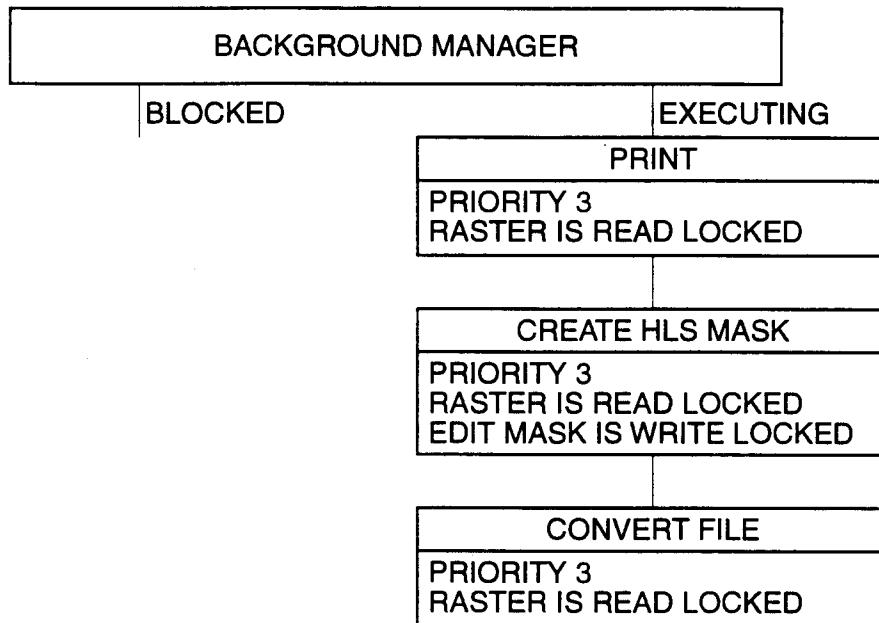 BACKGROUND MANAGER
BLOCKED
EXECUTING
PRINT
PRIORITY 3
RASTER IS READ LOCKED
CREATE HLS MASK
PRIORITY 3
RASTER IS READ LOCKED
EDIT MASK IS WRITE LOCKED
CONVERT FILE
PRIORITY 3
RASTER IS READ LOCKED